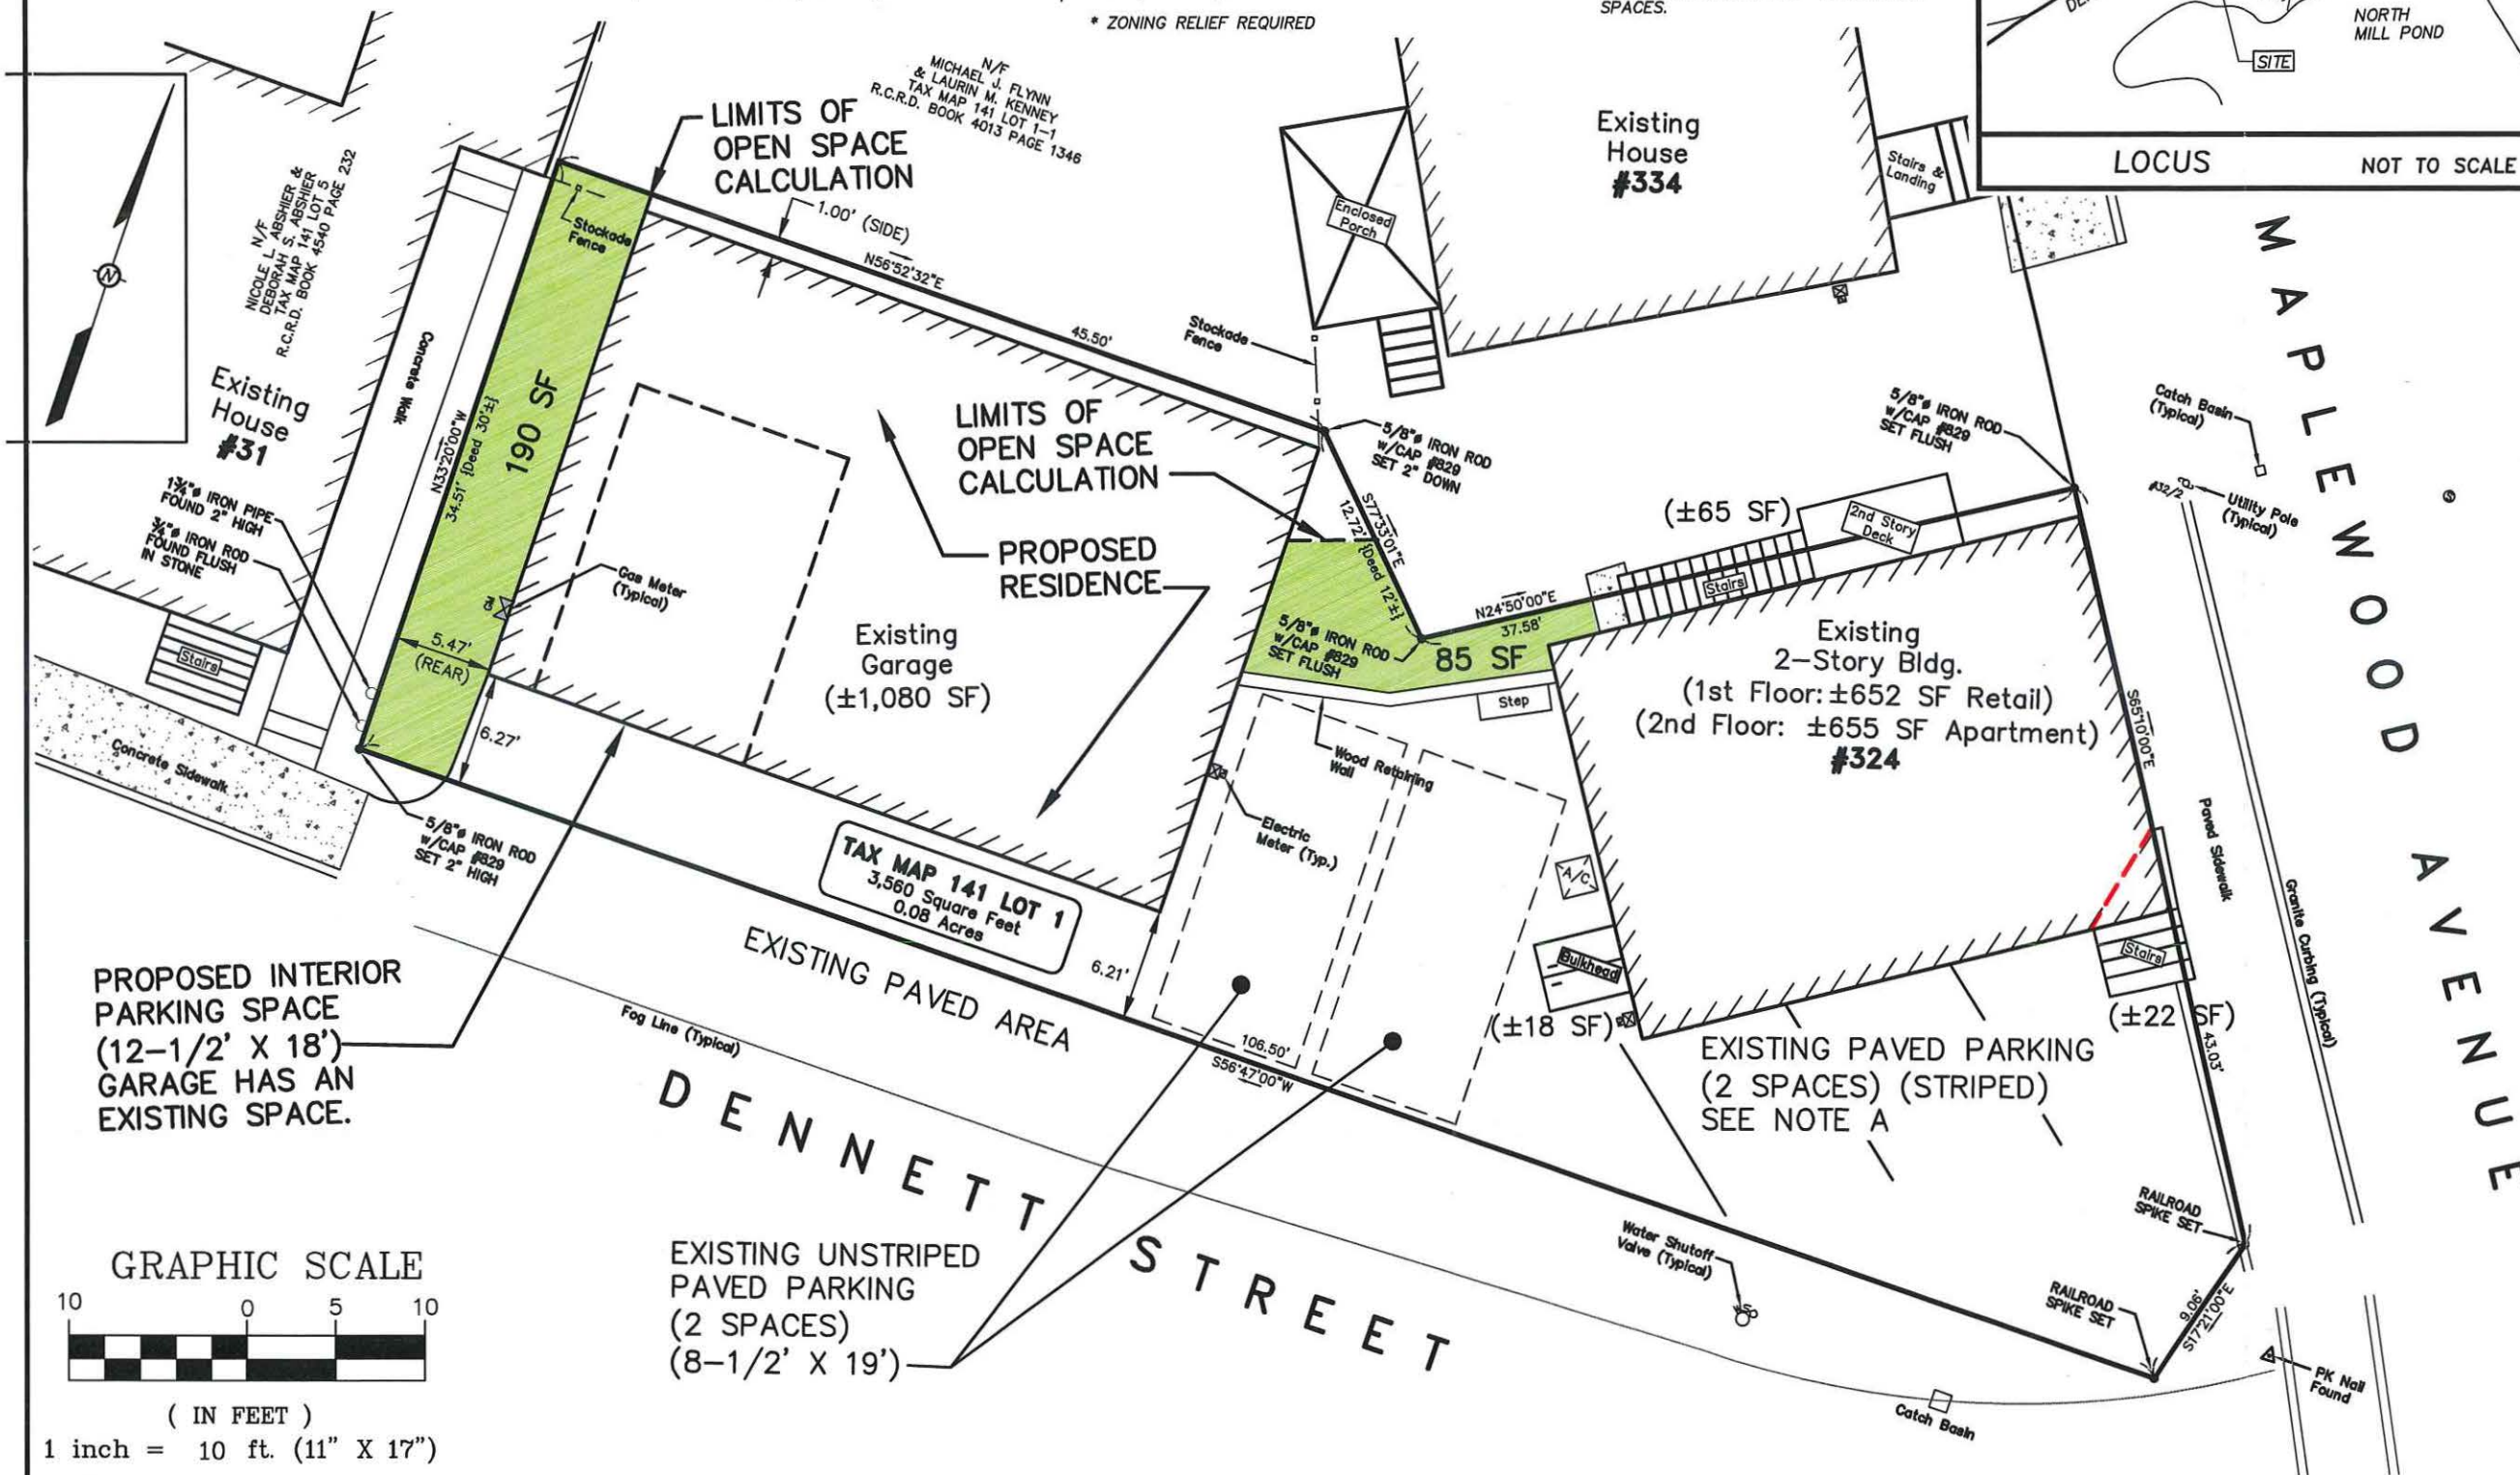 * ZONING RELIEF REQUIRED
SPACES.
NORTH
MILL POND
SITE
LOCUS
NOT TO SCALE
N/F
MICHAEL J. FLYNN
& LAURIN M. KENNEY
TAX MAP 141 LOT 1-1
R.C.R.D. BOOK 4013 PAGE 1346
LIMITS OF
OPEN SPACE
CALCULATION
1.00' (SIDE)
N56°52'32"E
45.50'
Stockade
Fence
Enclosed
Porch
Existing
House
#334
Stairs &
Landing
N
N/F
NICOLE L. ABSHIER &
DEBORAH S. ABSHIER
TAX MAP 141 LOT 5
R.C.R.D. BOOK 4540 PAGE 232
Existing
House
#31
Concrete Walk
N33°20'00"W
34.51' {Deed 30'±}
190 SF
1¾"ø IRON PIPE
FOUND 2" HIGH
¾"ø IRON ROD
FOUND FLUSH
IN STONE
Stairs
Concrete Sidewalk
5.47'
(REAR)
6.27'
GM
Gas Meter
(Typical)
Existing
Garage
(±1,080 SF)
Stockade
Fence
LIMITS OF
OPEN SPACE
CALCULATION
PROPOSED
RESIDENCE
5/8"ø IRON ROD
w/CAP #829
SET 2" DOWN
S77°33'01"E
12.72' {Deed 12'±}
5/8"ø IRON ROD
w/CAP #829
SET FLUSH
N24°50'00"E
37.58'
85 SF
Step
Wood Retaining
Wall
(±65 SF)
2nd Story
Deck
Stairs
5/8"ø IRON ROD
w/CAP #829
SET FLUSH
Catch Basin
(Typical)
#32/2
Utility Pole
(Typical)
S
MAPLEWOOD AVENUE
Existing
2-Story Bldg.
(1st Floor: ±652 SF Retail)
(2nd Floor: ±655 SF Apartment)
#324
S65°10'00"E
43.03'
Paved Sidewalk
Granite Curbing (Typical)
Electric
Meter (Typ.)
A/C
Bulkhead
(±18 SF)
Stairs
(±22 SF)
5/8"ø IRON ROD
w/CAP #829
SET 2" HIGH
TAX MAP 141 LOT 1
3,560 Square Feet
0.08 Acres
EXISTING PAVED AREA
6.21'
106.50'
S56°47'00"W
Fog Line (Typical)
DENNETT STREET
PROPOSED INTERIOR
PARKING SPACE
(12-1/2' X 18')
GARAGE HAS AN
EXISTING SPACE.
EXISTING PAVED PARKING
(2 SPACES) (STRIPED)
SEE NOTE A
EXISTING UNSTRIPED
PAVED PARKING
(2 SPACES)
(8-1/2' X 19')
Water Shutoff
Valve (Typical)
WSO
RAILROAD
SPIKE SET
RAILROAD
SPIKE SET
9.06'
S17°21'00"E
PK Nail
Found
Catch Basin
GRAPHIC SCALE
10 0 5 10
( IN FEET )
1 inch = 10 ft. (11" X 17")